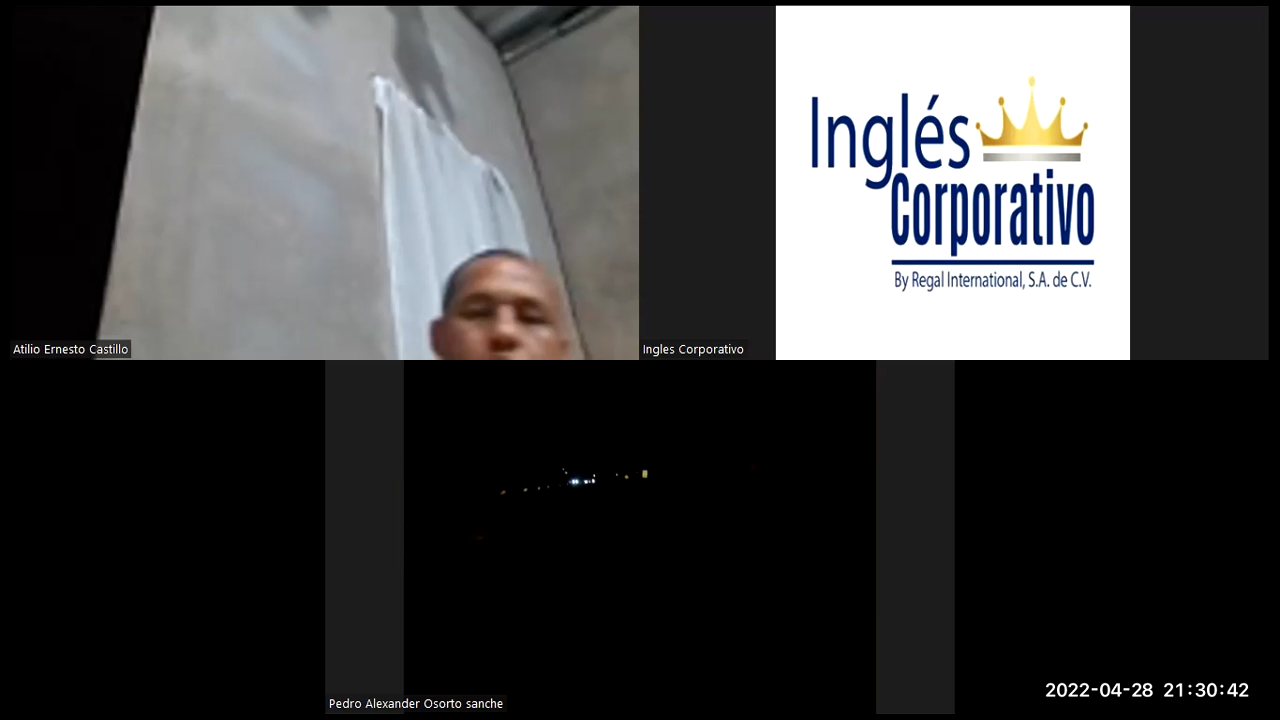 Inglés
Corporativo
By Regal International, S.A. de C.V.
Atilio Ernesto Castillo
Ingles Corporativo
Pedro Alexander Osorto sanche
2022-04-28 21:30:42